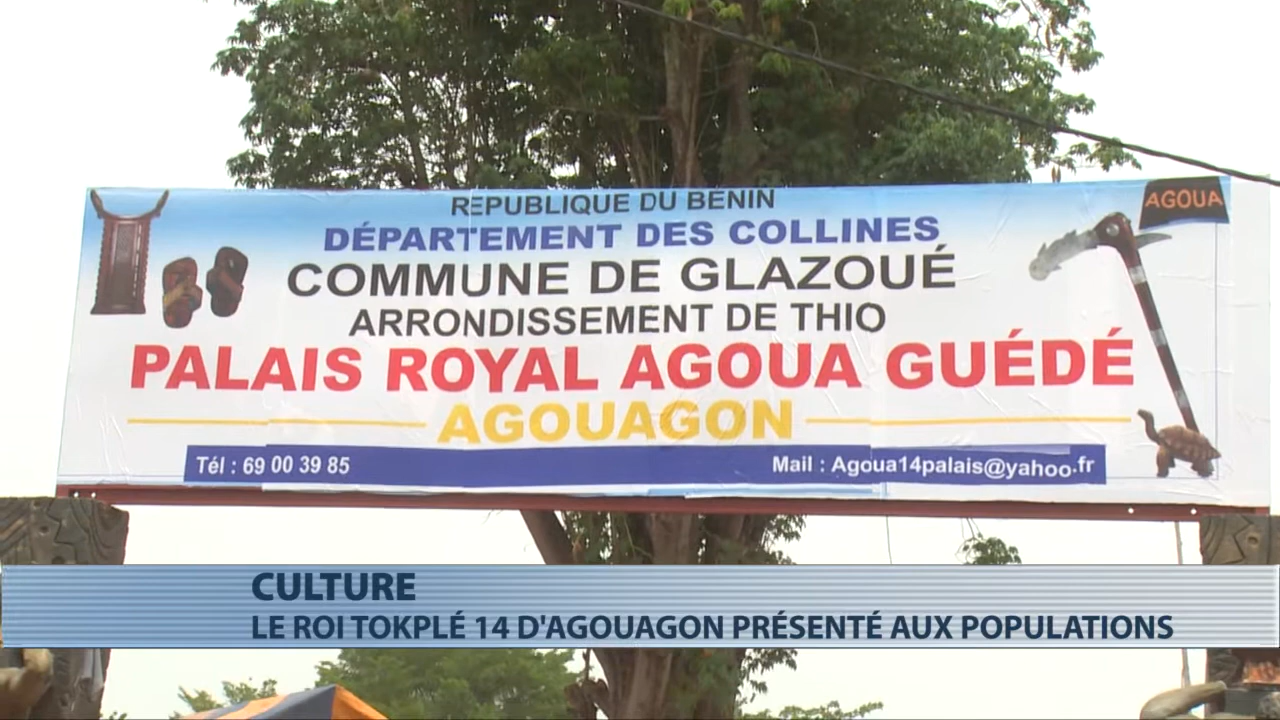 REPUBLIQUE DU BENIN
AGOUA
DÉPARTEMENT DES COLLINES
COMMUNE DE GLAZOUÉ
ARRONDISSEMENT DE THIO
PALAIS ROYAL AGOUA GUÉDÉ
AGOUAGON
Tél : 69 00 39 85 Mail : Agoua14palais@yahoo.fr
CULTURE
LE ROI TOKPLÉ 14 D'AGOUAGON PRÉSENTÉ AUX POPULATIONS